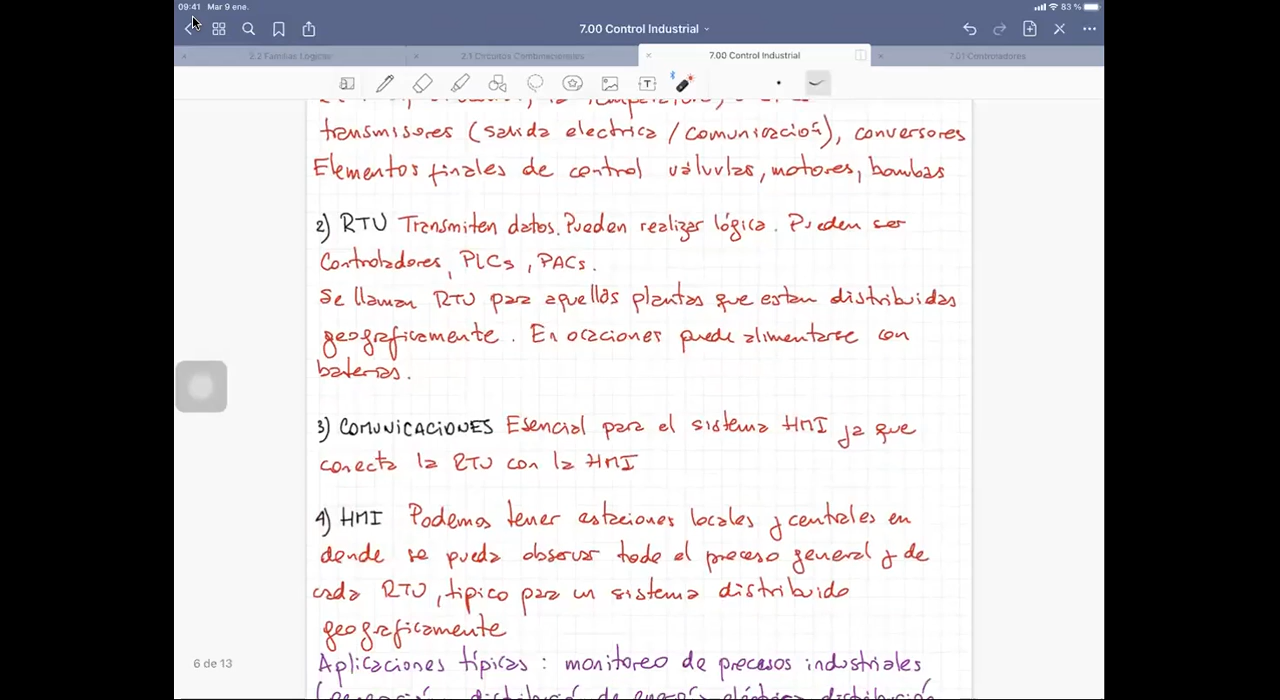 09:41 Mar 9 ene. 83 %
7.00 Control Industrial
2.2 Familias Logicas
2.1 Circuitos Combinacionales
7.00 Control Industrial
7.01 Controladores
transmisores (salida electrica / comunicación), conversores
Elementos finales de control válvulas, motores, bombas
2) RTU Transmiten datos. Pueden realizar lógica. Pueden ser
Controladores, PLCs, PACs.
Se llaman RTU para aquellas plantas que estan distribuidas
geograficamente. En ocaciones puede alimentarse con
baterias.
3) COMUNICACIONES Esencial para el sistema HMI ya que
conecta la RTU con la HMI
4) HMI Podemos tener estaciones locales y centrales en
donde se pueda observar todo el proceso general y de
cada RTU, tipico para un sistema distribuido
geograficamente
6 de 13
Aplicaciones típicas : monitoreo de procesos industriales